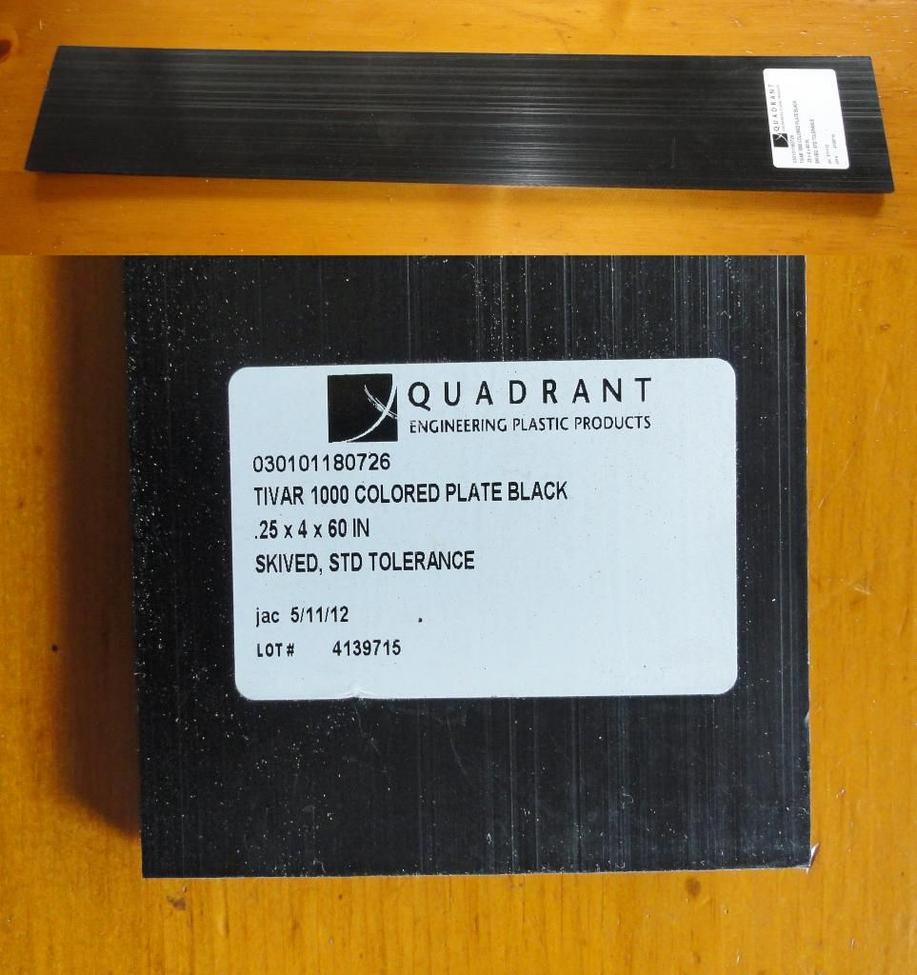 QUADRANT
QUADRANT
ENGINEERING PLASTIC PRODUCTS
030101180726
TIVAR 1000 COLORED PLATE BLACK
.25 x 4 x 60 IN
SKIVED, STD TOLERANCE
jac 5/11/12
LOT # 4139715